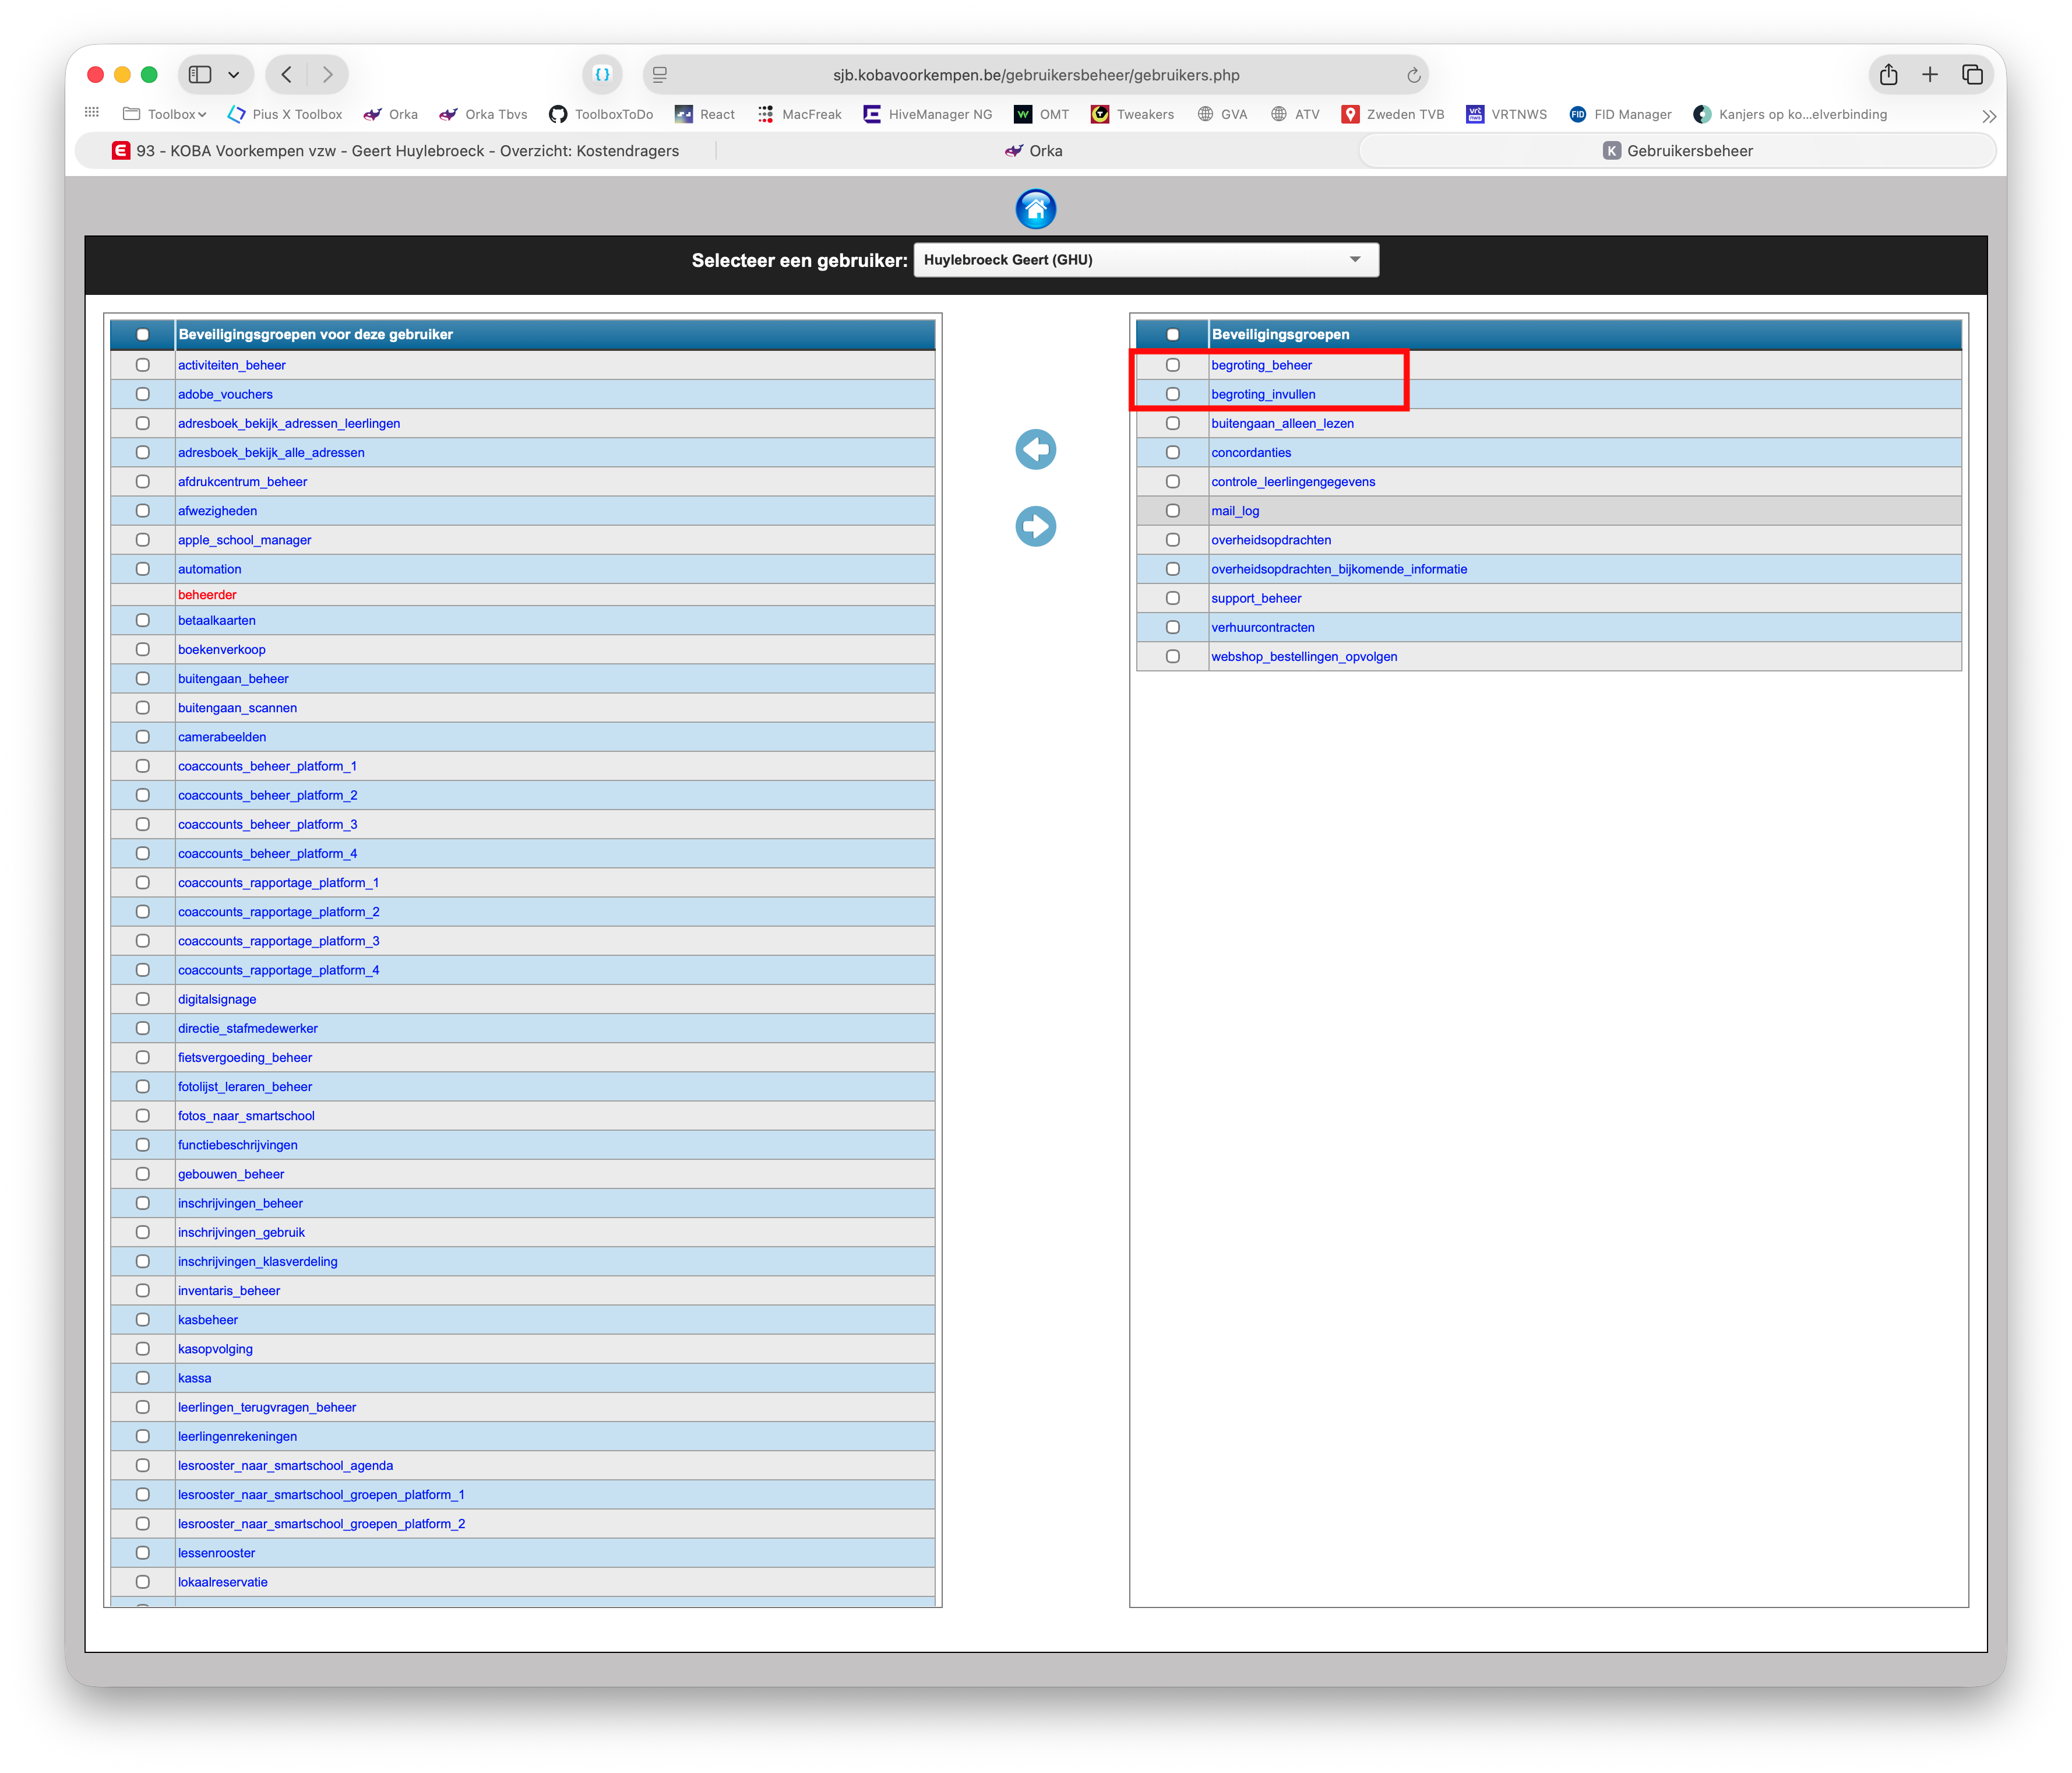 sjb.kobavoorkempen.be/gebruikersbeheer/gebruikers.php
Toolbox
Pius X Toolbox
Orka
Orka Tbvs
ToolboxToDo
React
MacFreak
HiveManager NG
OMT
Tweakers
GVA
ATV
Zweden TVB
VRTNWS
FID Manager
Kanjers op ko...elverbinding
93 - KOBA Voorkempen vzw - Geert Huylebroeck - Overzicht: Kostendragers
Orka
K Gebruikersbeheer
Selecteer een gebruiker: Huylebroeck Geert (GHU)
Beveiligingsgroepen voor deze gebruiker
activiteiten_beheer
adobe_vouchers
adresboek_bekijk_adressen_leerlingen
adresboek_bekijk_alle_adressen
afdrukcentrum_beheer
afwezigheden
apple_school_manager
automation
beheerder
betaalkaarten
boekenverkoop
buitengaan_beheer
buitengaan_scannen
camerabeelden
coaccounts_beheer_platform_1
coaccounts_beheer_platform_2
coaccounts_beheer_platform_3
coaccounts_beheer_platform_4
coaccounts_rapportage_platform_1
coaccounts_rapportage_platform_2
coaccounts_rapportage_platform_3
coaccounts_rapportage_platform_4
digitalsignage
directie_stafmedewerker
fietsvergoeding_beheer
fotolijst_leraren_beheer
fotos_naar_smartschool
functiebeschrijvingen
gebouwen_beheer
inschrijvingen_beheer
inschrijvingen_gebruik
inschrijvingen_klasverdeling
inventaris_beheer
kasbeheer
kasopvolging
kassa
leerlingen_terugvragen_beheer
leerlingenrekeningen
lesrooster_naar_smartschool_agenda
lesrooster_naar_smartschool_groepen_platform_1
lesrooster_naar_smartschool_groepen_platform_2
lessenrooster
lokaalreservatie
Beveiligingsgroepen
begroting_beheer
begroting_invullen
buitengaan_alleen_lezen
concordanties
controle_leerlingengegevens
mail_log
overheidsopdrachten
overheidsopdrachten_bijkomende_informatie
support_beheer
verhuurcontracten
webshop_bestellingen_opvolgen